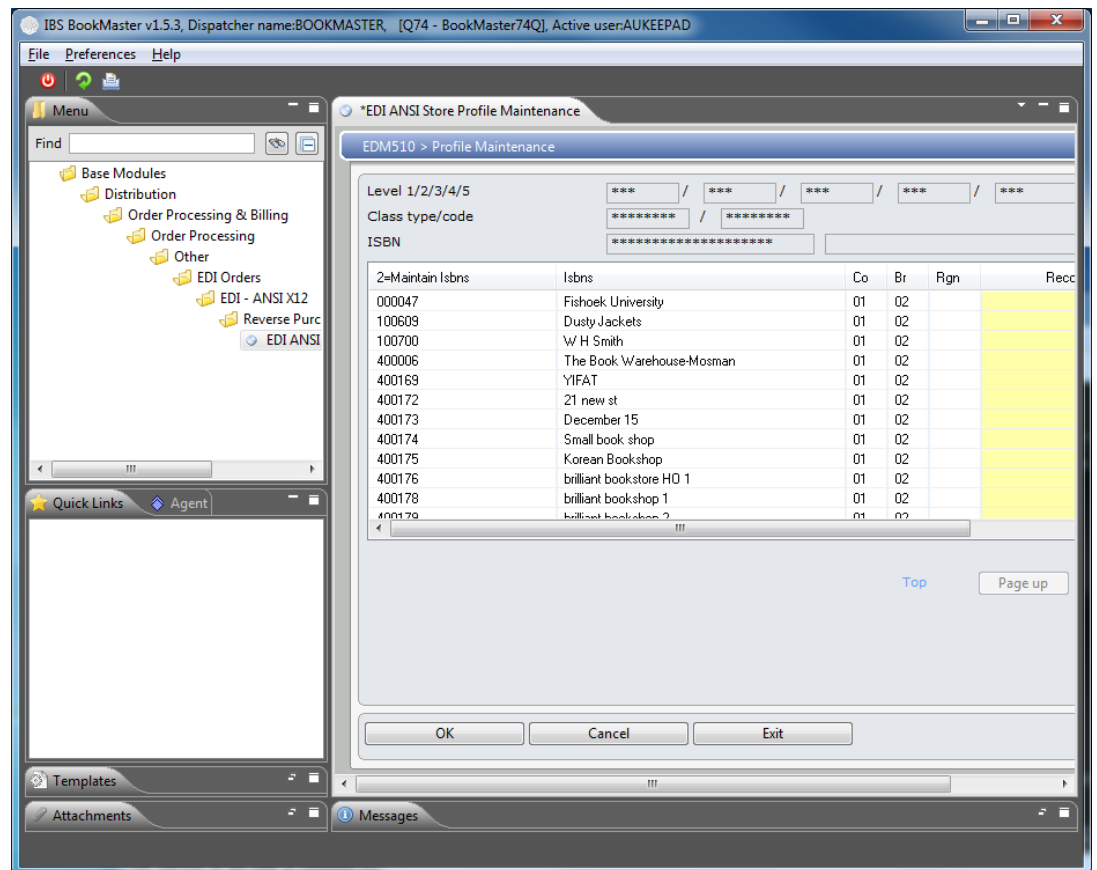 IBS BookMaster v1.5.3, Dispatcher name:BOOKMASTER, [Q74 - BookMaster74Q], Active user:AUKEEPAD
File Preferences Help
Menu
Find
Base Modules
Distribution
Order Processing & Billing
Order Processing
Other
EDI Orders
EDI - ANSI X12
Reverse Purc
EDI ANSI
Quick Links Agent
Templates
Attachments
*EDI ANSI Store Profile Maintenance
EDM510 > Profile Maintenance
Level 1/2/3/4/5 *** / *** / *** / *** / ***
Class type/code ******** / ********
ISBN ********************
2=Maintain Isbns Isbns Co Br Rgn Recc
000047 Fishoek University 01 02
100609 Dusty Jackets 01 02
100700 W H Smith 01 02
400006 The Book Warehouse-Mosman 01 02
400169 YIFAT 01 02
400172 21 new st 01 02
400173 December 15 01 02
400174 Small book shop 01 02
400175 Korean Bookshop 01 02
400176 brilliant bookstore HO 1 01 02
400178 brilliant bookshop 1 01 02
400179 brilliant bookshop 2 01 02
Top Page up
OK Cancel Exit
Messages